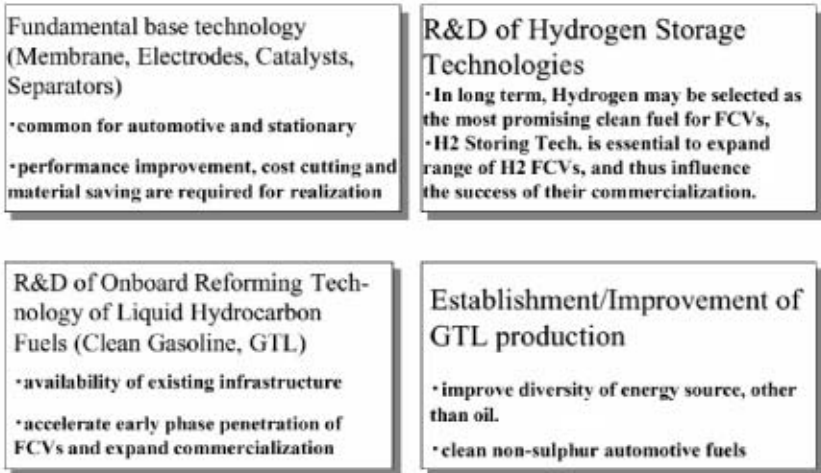 Fundamental base technology
(Membrane, Electrodes, Catalysts,
Separators)
·common for automotive and stationary
·performance improvement, cost cutting and
material saving are required for realization
R&D of Hydrogen Storage
Technologies
·In long term, Hydrogen may be selected as
the most promising clean fuel for FCVs,
·H2 Storing Tech. is essential to expand
range of H2 FCVs, and thus influence
the success of their commercialization.
R&D of Onboard Reforming Tech-
nology of Liquid Hydrocarbon
Fuels (Clean Gasoline, GTL)
·availability of existing infrastructure
·accelerate early phase penetration of
FCVs and expand commercialization
Establishment/Improvement of
GTL production
·improve diversity of energy source, other
than oil.
·clean non-sulphur automotive fuels